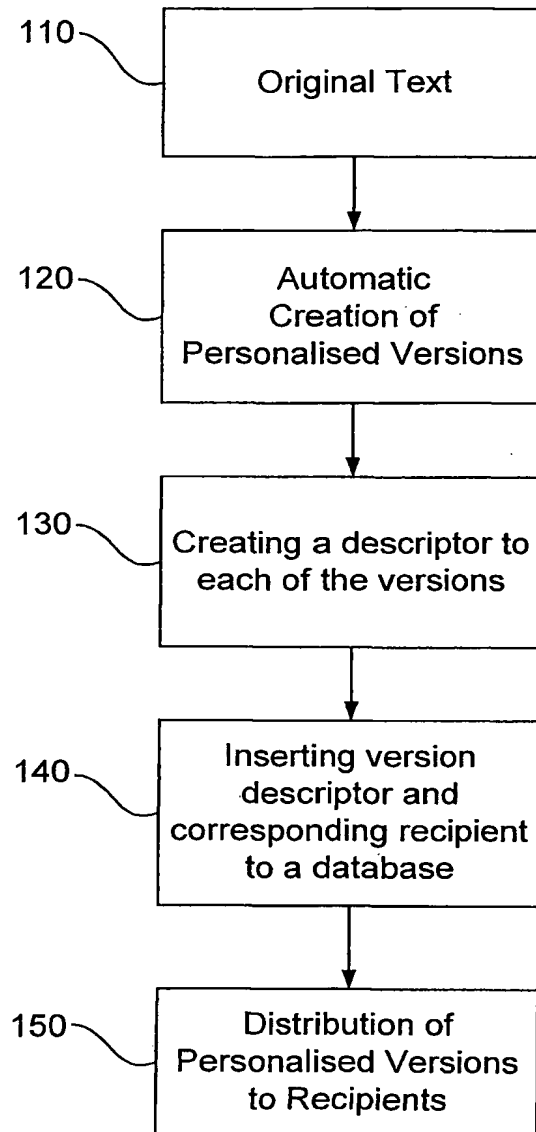 110
Original Text
120
Automatic
Creation of
Personalised Versions
130
Creating a descriptor to
each of the versions
140
Inserting version
descriptor and
corresponding recipient
to a database
150
Distribution of
Personalised Versions
to Recipients